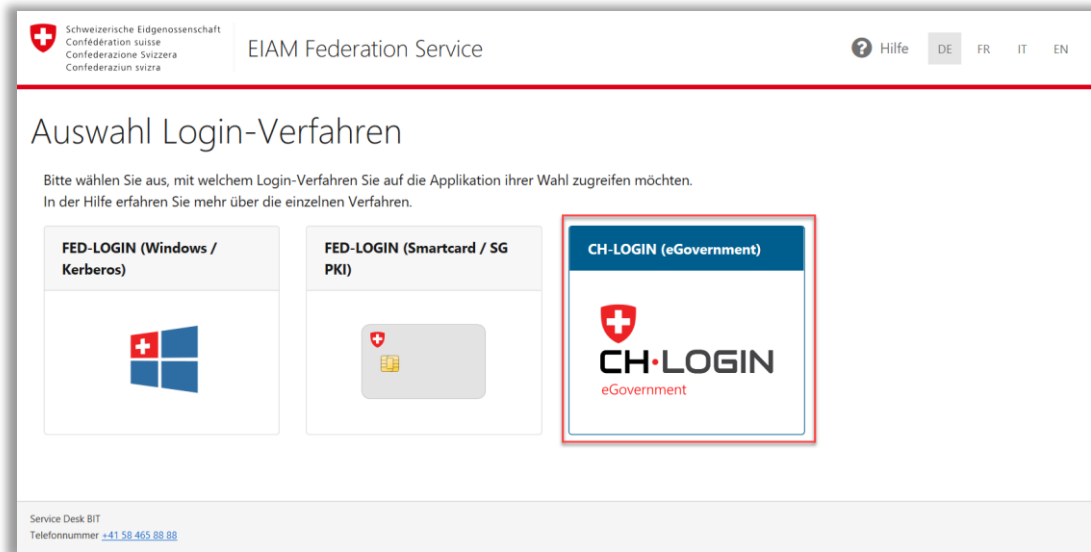 Schweizerische Eidgenossenschaft
Confédération suisse
Confederazione Svizzera
Confederaziun svizra
EIAM Federation Service
Hilfe DE FR IT EN
Auswahl Login-Verfahren
Bitte wählen Sie aus, mit welchem Login-Verfahren Sie auf die Applikation ihrer Wahl zugreifen möchten.
In der Hilfe erfahren Sie mehr über die einzelnen Verfahren.
FED-LOGIN (Windows /
Kerberos)
FED-LOGIN (Smartcard / SG
PKI)
CH-LOGIN (eGovernment)
CH·LOGIN
eGovernment
Service Desk BIT
Telefonnummer +41 58 465 88 88